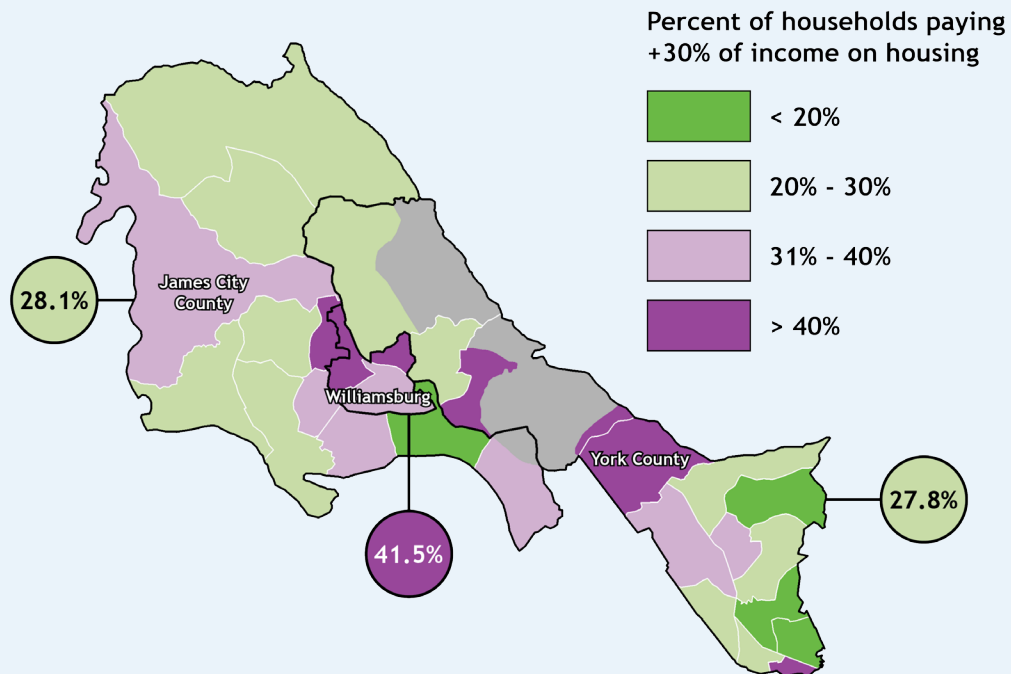 Percent of households paying
+30% of income on housing
< 20%
20% - 30%
31% - 40%
> 40%
James City
County
28.1%
Williamsburg
York County
27.8%
41.5%